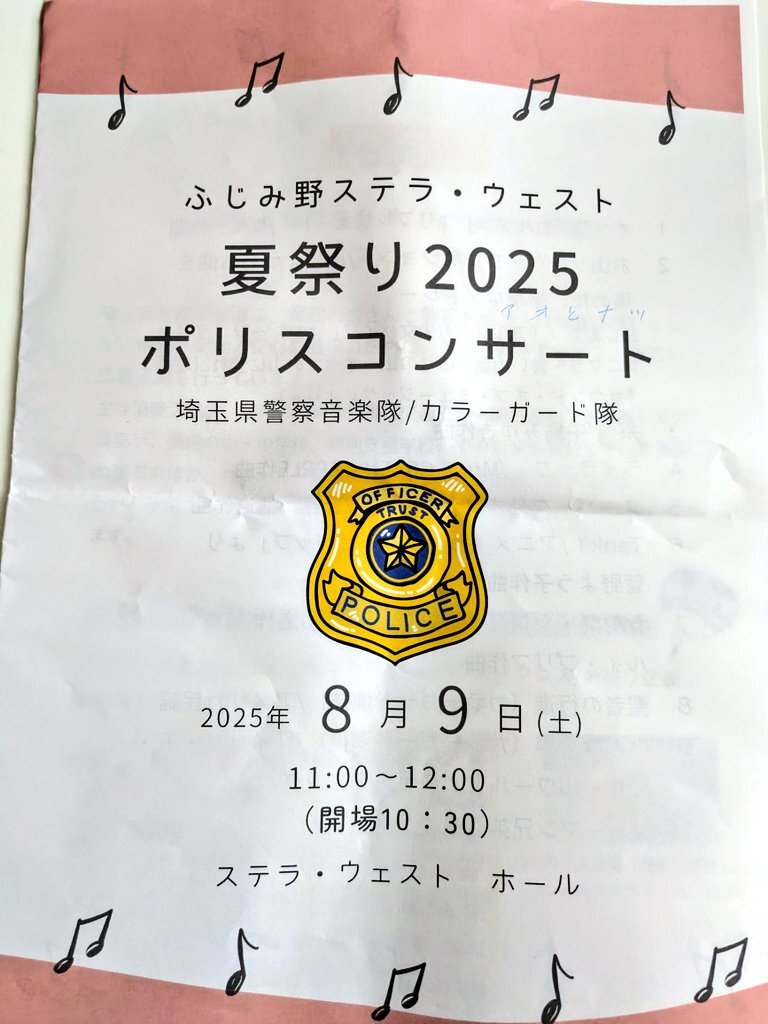 ふじみ野ステラ・ウェスト
夏祭り2025
アオとナツ
ポリスコンサート
埼玉県警察音楽隊/カラーガード隊
OFFICER
TRUST
POLICE
2025年 8月9日(土)
11:00～12:00
（開場10：30）
ステラ・ウェスト ホール